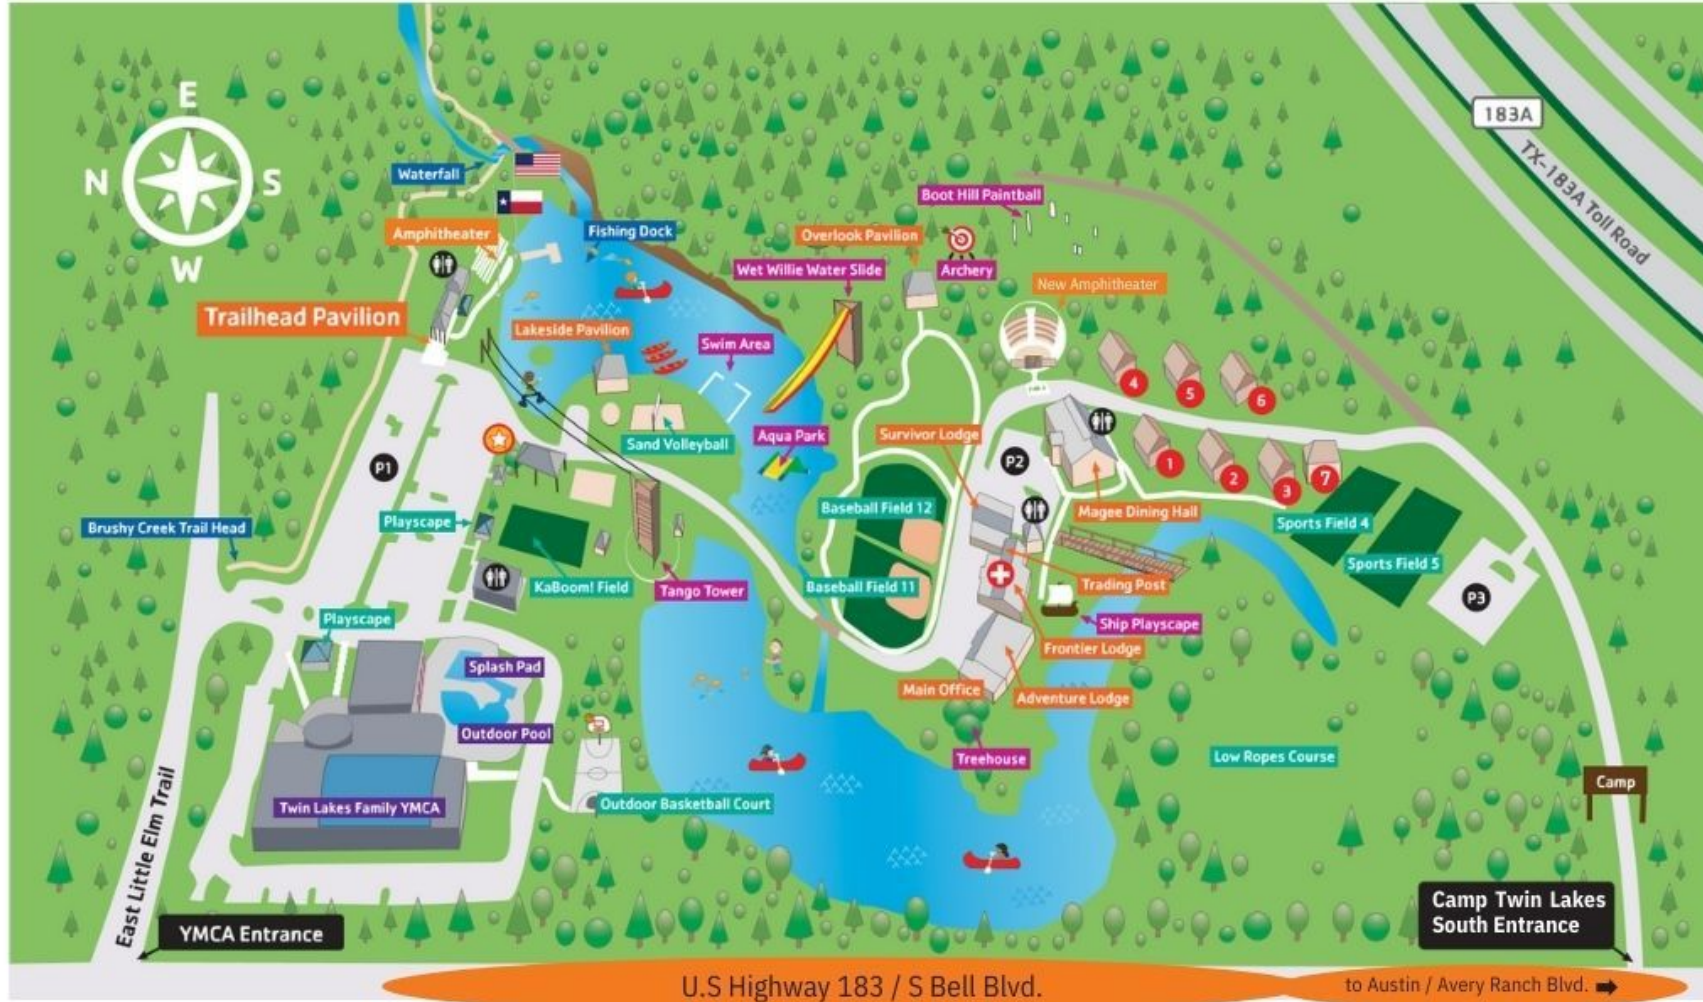 E
N
S
W
183A
TX-183A Toll Road
Waterfall
Amphitheater
Fishing Dock
Boot Hill Paintball
Overlook Pavilion
Archery
Wet Willie Water Slide
New Amphitheater
Trailhead Pavilion
Lakeside Pavilion
Swim Area
4
5
6
Sand Volleyball
Aqua Park
Survivor Lodge
P1
P2
1
2
3
7
Baseball Field 12
Magee Dining Hall
Sports Field 4
Brushy Creek Trail Head
Playscape
Sports Field 5
KaBoom! Field
Tango Tower
Baseball Field 11
Trading Post
P3
Playscape
Ship Playscape
Frontier Lodge
Splash Pad
Main Office
Adventure Lodge
Outdoor Pool
Treehouse
Low Ropes Course
Camp
Twin Lakes Family YMCA
Outdoor Basketball Court
East Little Elm Trail
YMCA Entrance
Camp Twin Lakes
South Entrance
U.S Highway 183 / S Bell Blvd.
to Austin / Avery Ranch Blvd.